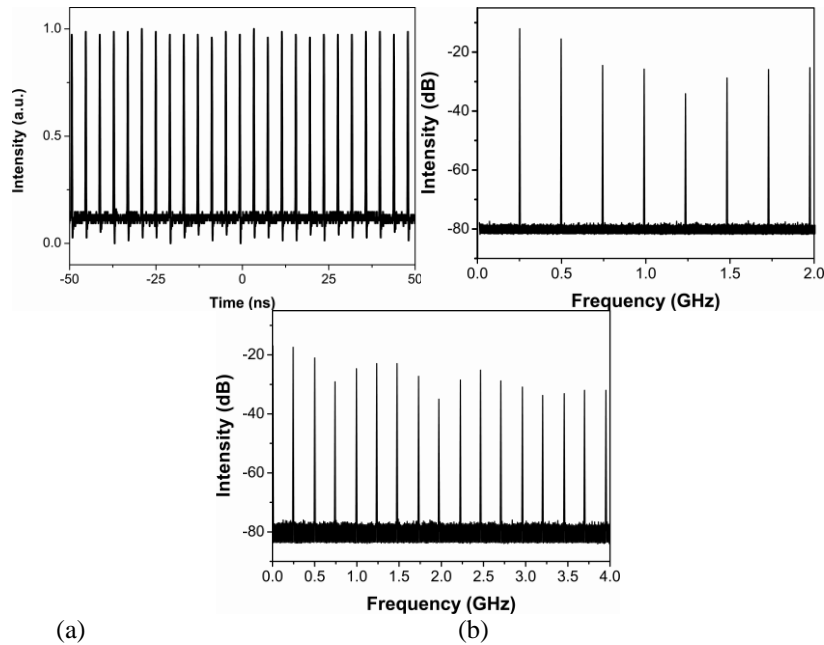 Intensity (a.u.)
1.0
0.5
0.0
-50 -25 0 25 50
Time (ns)
Intensity (dB)
-20
-40
-60
-80
0.0 0.5 1.0 1.5 2.0
Frequency (GHz)
Intensity (dB)
-20
-40
-60
-80
0.0 0.5 1.0 1.5 2.0 2.5 3.0 3.5 4.0
Frequency (GHz)
(a) (b)